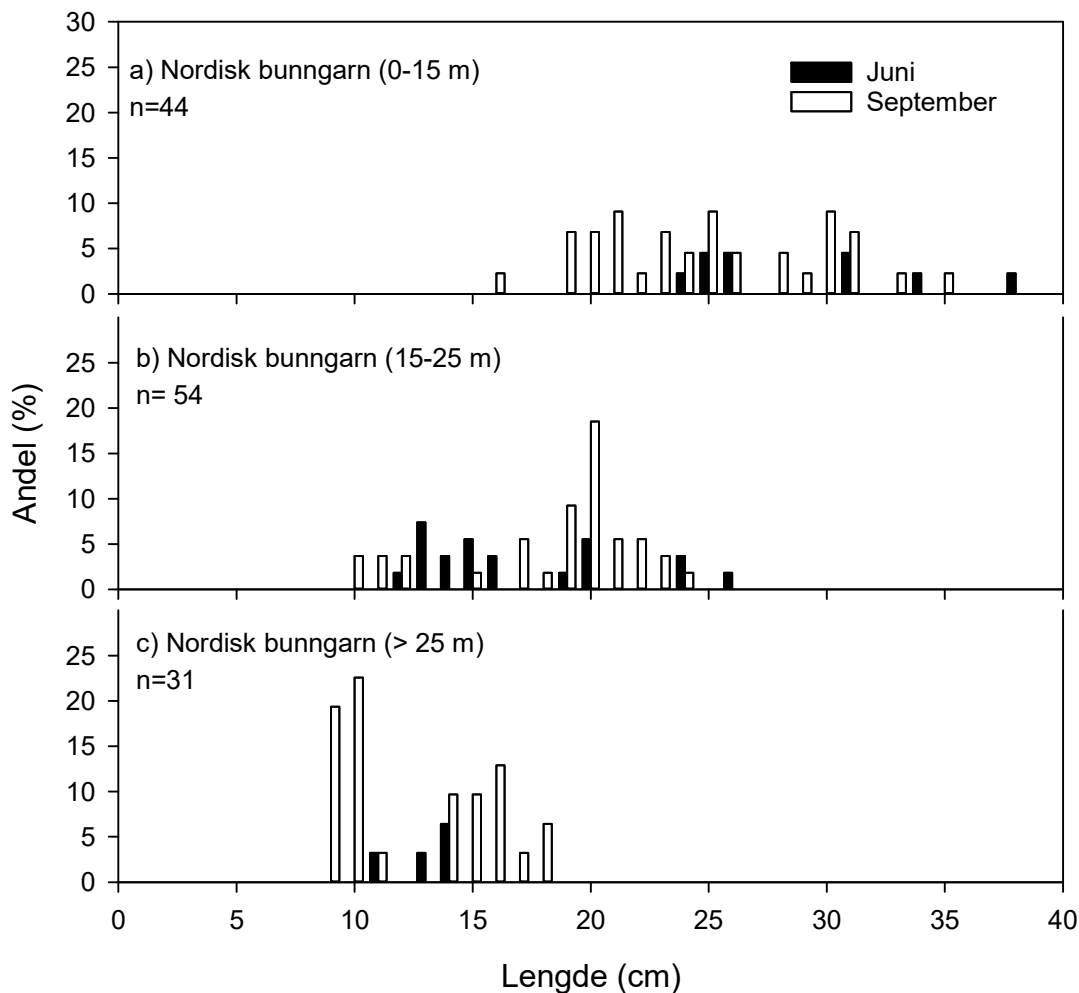 30
25
20
15
10
5
0
a) Nordisk bunngarn (0-15 m)
n=44
Juni
September
Andel (%)
25
20
15
10
5
0
b) Nordisk bunngarn (15-25 m)
n= 54
25
20
15
10
5
0
c) Nordisk bunngarn (> 25 m)
n=31
0 5 10 15 20 25 30 35 40
Lengde (cm)